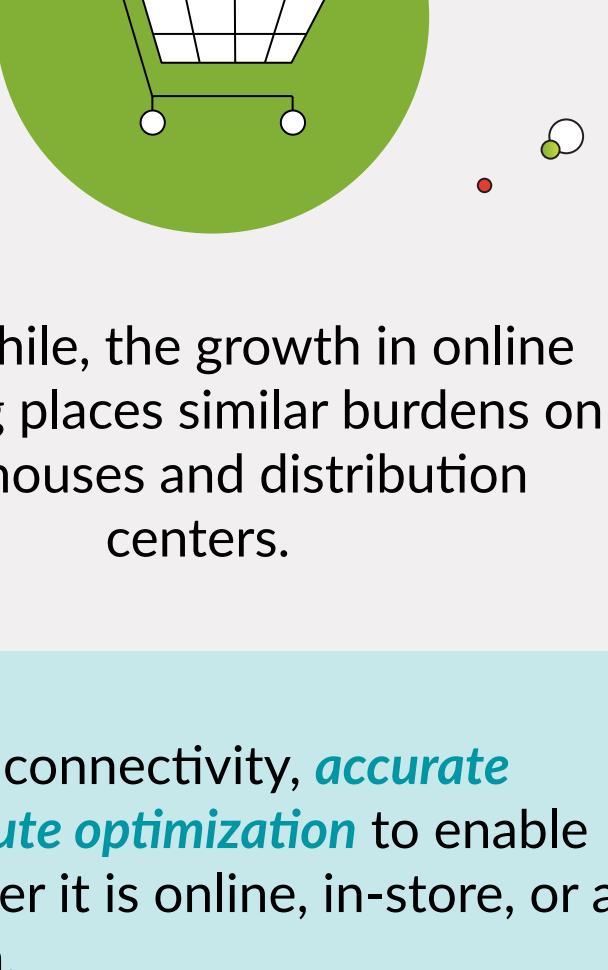 hile, the growth in online
g places similar burdens on
houses and distribution
centers.
connectivity, accurate
ute optimization to enable
er it is online, in-store, or a